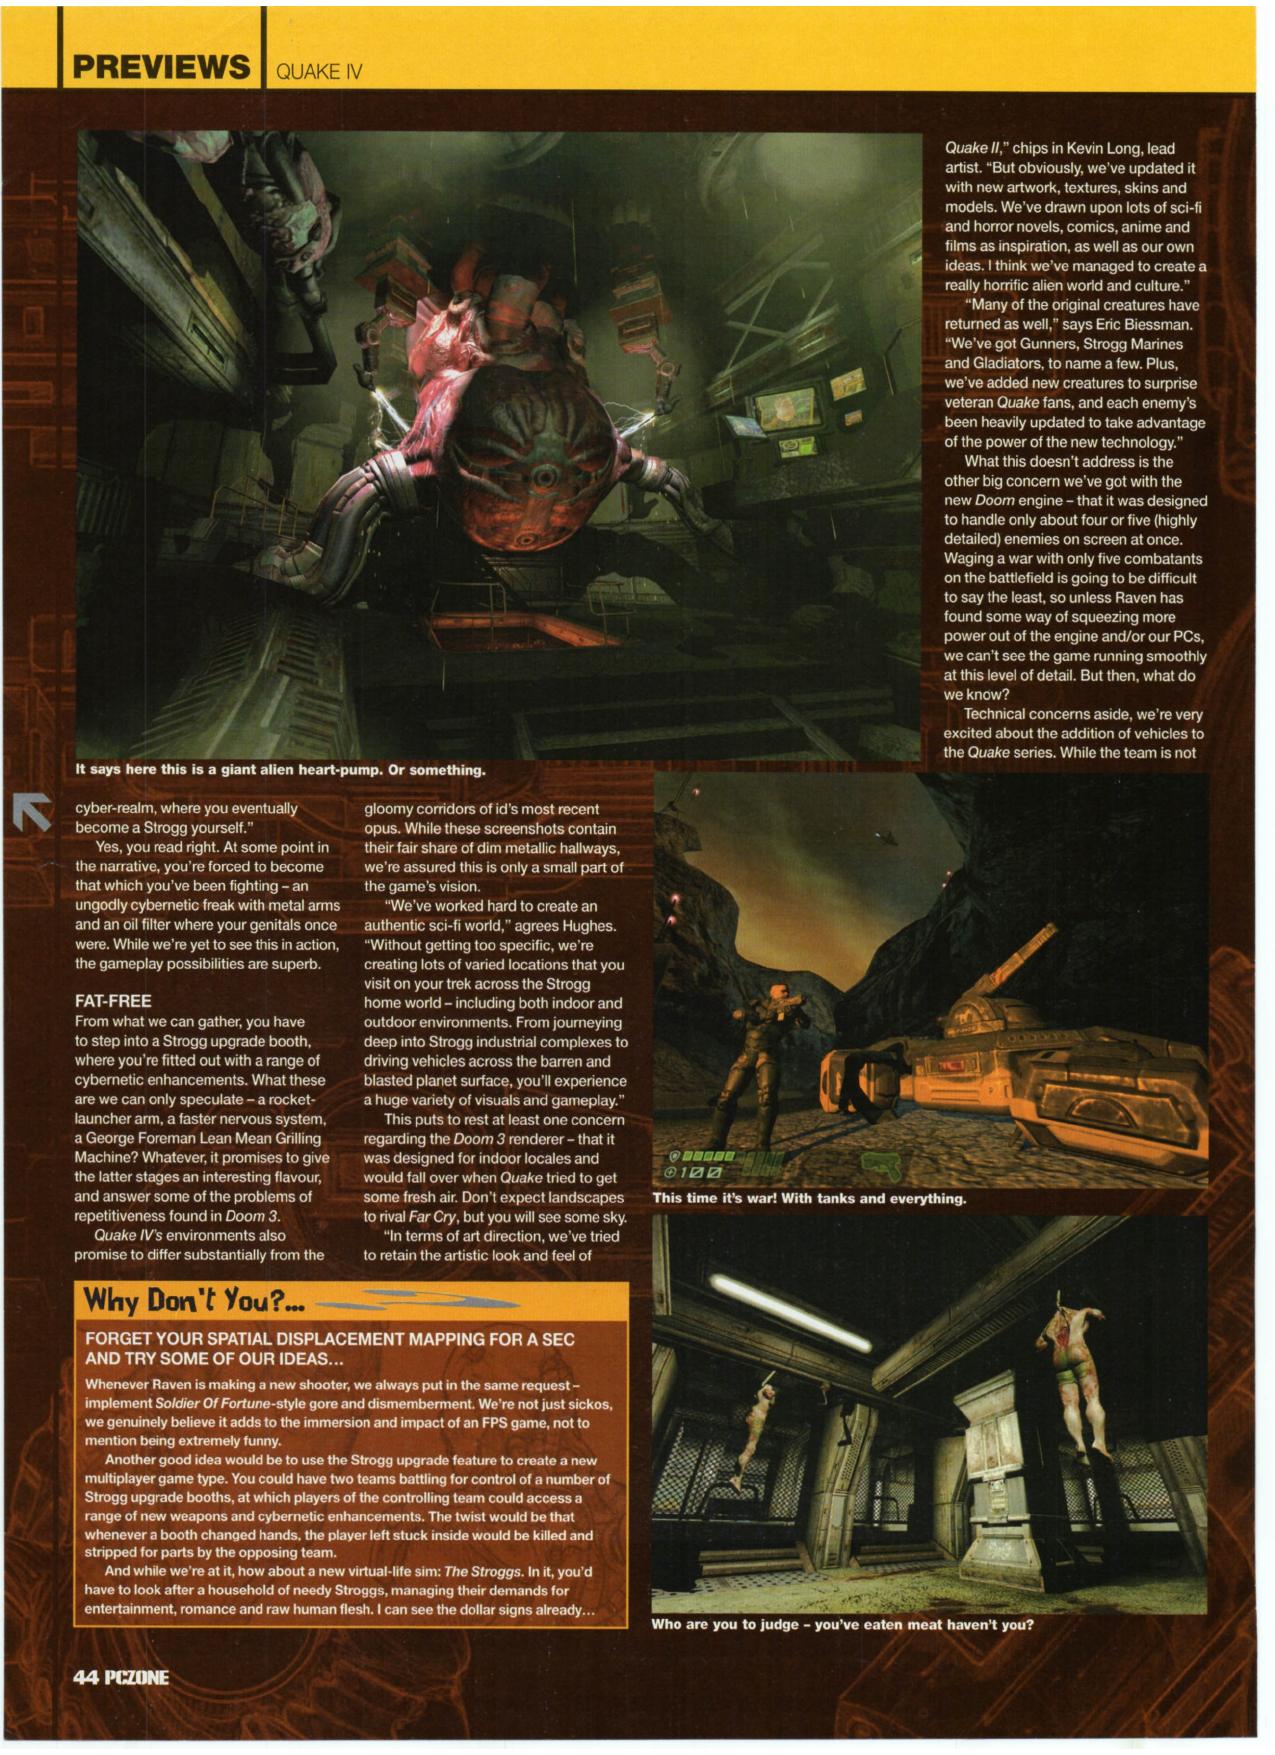 PREVIEWS
QUAKE IV
It says here this is a giant alien heart-pump. Or something.
cyber-realm, where you eventually
become a Strogg yourself.”
Yes, you read right. At some point in
the narrative, you’re forced to become
that which you’ve been fighting – an
ungodly cybernetic freak with metal arms
and an oil filter where your genitals once
were. While we’re yet to see this in action,
the gameplay possibilities are superb.
FAT-FREE
From what we can gather, you have
to step into a Strogg upgrade booth,
where you’re fitted out with a range of
cybernetic enhancements. What these
are we can only speculate – a rocket-
launcher arm, a faster nervous system,
a George Foreman Lean Mean Grilling
Machine? Whatever, it promises to give
the latter stages an interesting flavour,
and answer some of the problems of
repetitiveness found in Doom 3.
Quake IV’s environments also
promise to differ substantially from the
gloomy corridors of id’s most recent
opus. While these screenshots contain
their fair share of dim metallic hallways,
we’re assured this is only a small part of
the game’s vision.
“We’ve worked hard to create an
authentic sci-fi world,” agrees Hughes.
“Without getting too specific, we’re
creating lots of varied locations that you
visit on your trek across the Strogg
home world – including both indoor and
outdoor environments. From journeying
deep into Strogg industrial complexes to
driving vehicles across the barren and
blasted planet surface, you’ll experience
a huge variety of visuals and gameplay.”
This puts to rest at least one concern
regarding the Doom 3 renderer – that it
was designed for indoor locales and
would fall over when Quake tried to get
some fresh air. Don’t expect landscapes
to rival Far Cry, but you will see some sky.
“In terms of art direction, we’ve tried
to retain the artistic look and feel of
Quake II,” chips in Kevin Long, lead
artist. “But obviously, we’ve updated it
with new artwork, textures, skins and
models. We’ve drawn upon lots of sci-fi
and horror novels, comics, anime and
films as inspiration, as well as our own
ideas. I think we’ve managed to create a
really horrific alien world and culture.”
“Many of the original creatures have
returned as well,” says Eric Biessman.
“We’ve got Gunners, Strogg Marines
and Gladiators, to name a few. Plus,
we’ve added new creatures to surprise
veteran Quake fans, and each enemy’s
been heavily updated to take advantage
of the power of the new technology.”
What this doesn’t address is the
other big concern we’ve got with the
new Doom engine – that it was designed
to handle only about four or five (highly
detailed) enemies on screen at once.
Waging a war with only five combatants
on the battlefield is going to be difficult
to say the least, so unless Raven has
found some way of squeezing more
power out of the engine and/or our PCs,
we can’t see the game running smoothly
at this level of detail. But then, what do
we know?
Technical concerns aside, we’re very
excited about the addition of vehicles to
the Quake series. While the team is not
100
This time it’s war! With tanks and everything.
Who are you to judge – you’ve eaten meat haven’t you?
Why Don’t You?...
FORGET YOUR SPATIAL DISPLACEMENT MAPPING FOR A SEC
AND TRY SOME OF OUR IDEAS...
Whenever Raven is making a new shooter, we always put in the same request –
implement Soldier Of Fortune-style gore and dismemberment. We’re not just sickos,
we genuinely believe it adds to the immersion and impact of an FPS game, not to
mention being extremely funny.
Another good idea would be to use the Strogg upgrade feature to create a new
multiplayer game type. You could have two teams battling for control of a number of
Strogg upgrade booths, at which players of the controlling team could access a
range of new weapons and cybernetic enhancements. The twist would be that
whenever a booth changed hands, the player left stuck inside would be killed and
stripped for parts by the opposing team.
And while we’re at it, how about a new virtual-life sim: The Stroggs. In it, you’d
have to look after a household of needy Stroggs, managing their demands for
entertainment, romance and raw human flesh. I can see the dollar signs already...
44 PCZONE